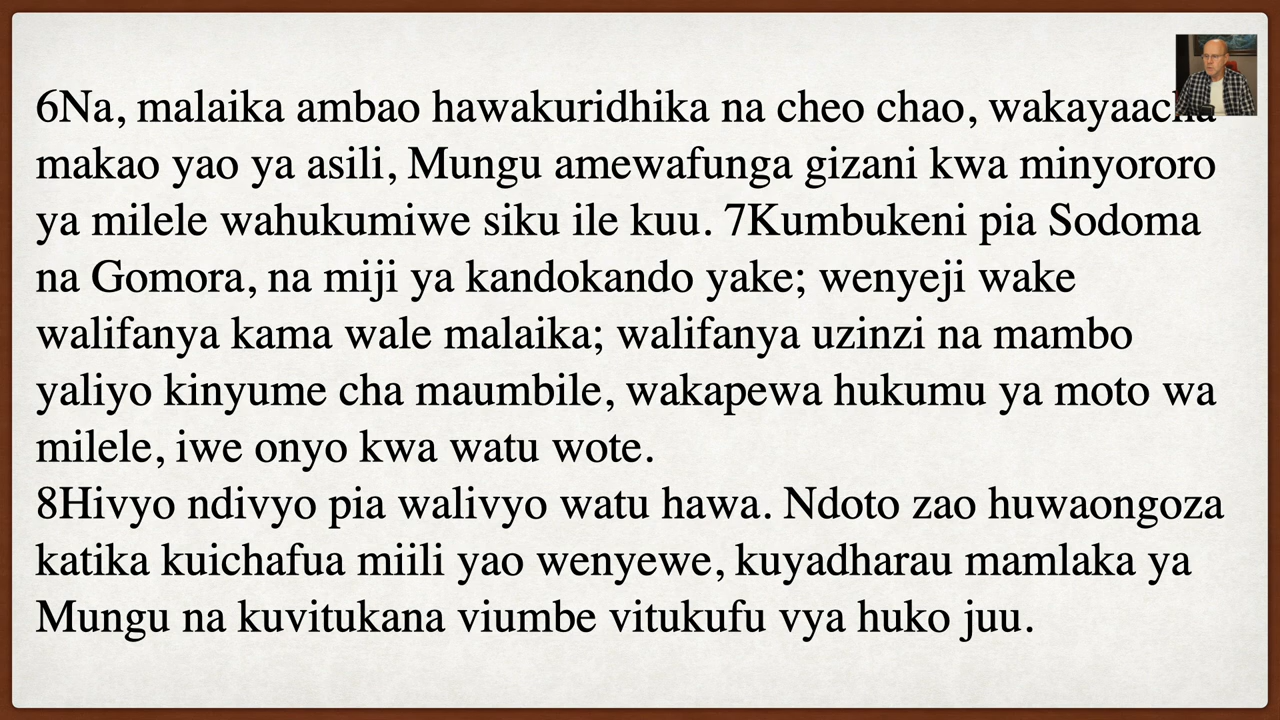 6Na, malaika ambao hawakuridhika na cheo chao, wakayaacha
makao yao ya asili, Mungu amewafunga gizani kwa minyororo
ya milele wahukumiwe siku ile kuu. 7Kumbukeni pia Sodoma
na Gomora, na miji ya kandokando yake; wenyeji wake
walifanya kama wale malaika; walifanya uzinzi na mambo
yaliyo kinyume cha maumbile, wakapewa hukumu ya moto wa
milele, iwe onyo kwa watu wote.
8Hivyo ndivyo pia walivyo watu hawa. Ndoto zao huwaongoza
katika kuichafua miili yao wenyewe, kuyadharau mamlaka ya
Mungu na kuvitukana viumbe vitukufu vya huko juu.